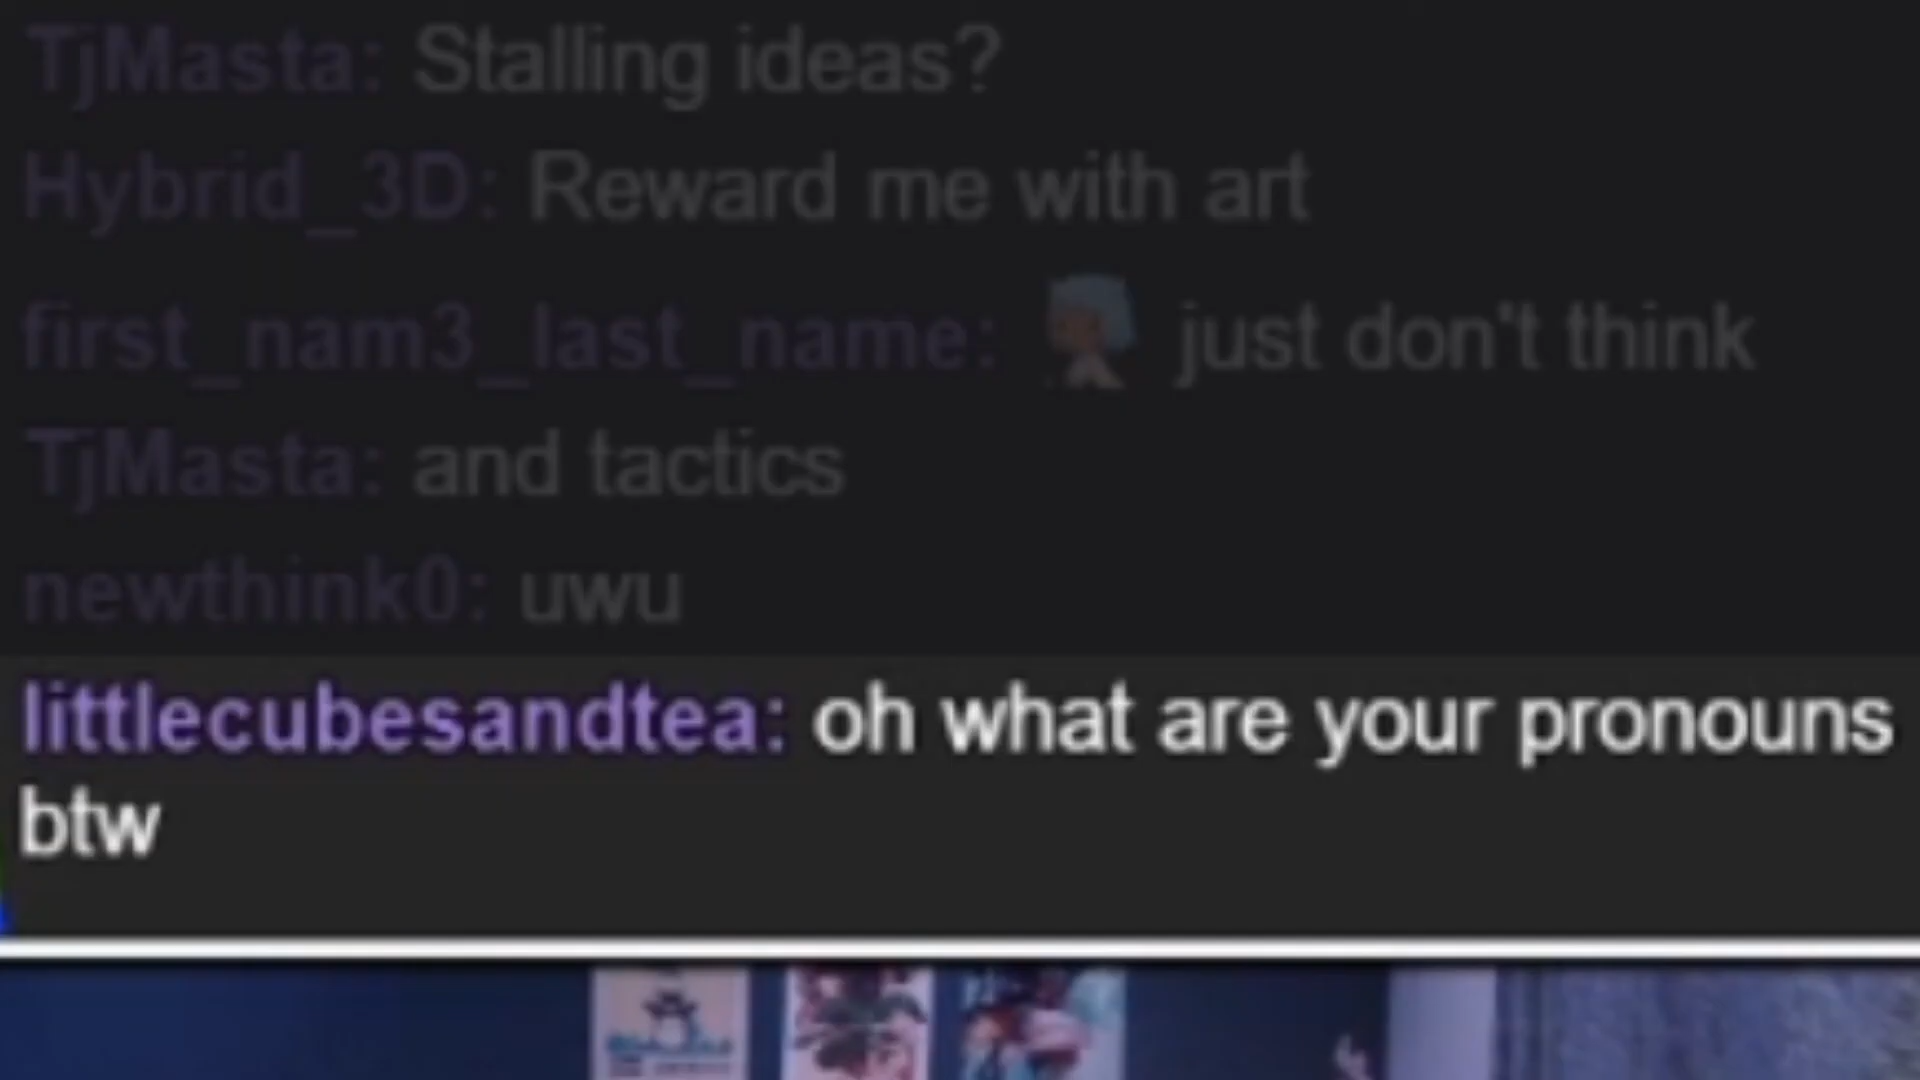 TjMasta: Stalling ideas?
Hybrid_3D: Reward me with art
first_nam3_last_name: just don't think
TjMasta: and tactics
newthink0: uwu
littlecubesandtea: oh what are your pronouns
btw